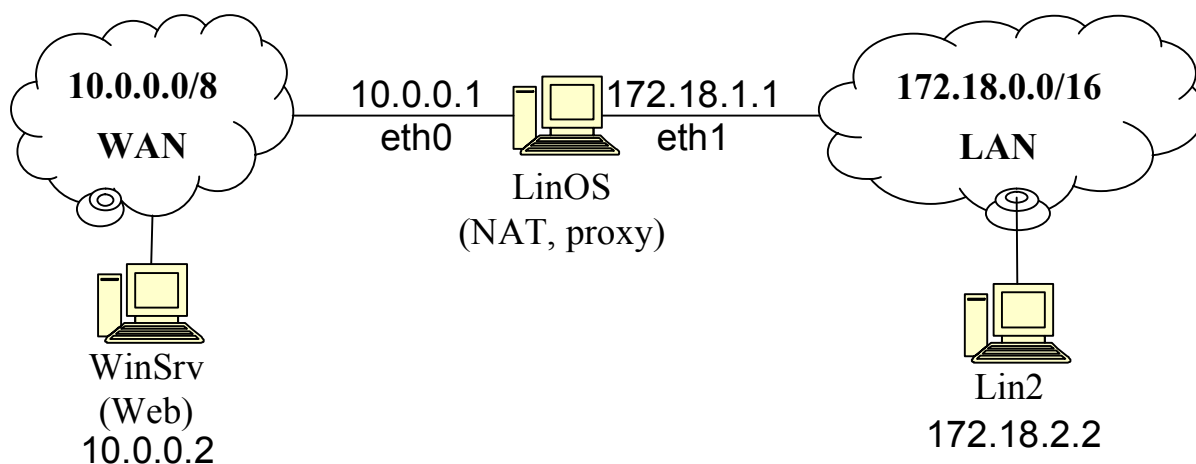 10.0.0.0/8
WAN
10.0.0.1
eth0
172.18.1.1
eth1
172.18.0.0/16
LAN
LinOS
(NAT, proxy)
WinSrv
(Web)
10.0.0.2
Lin2
172.18.2.2